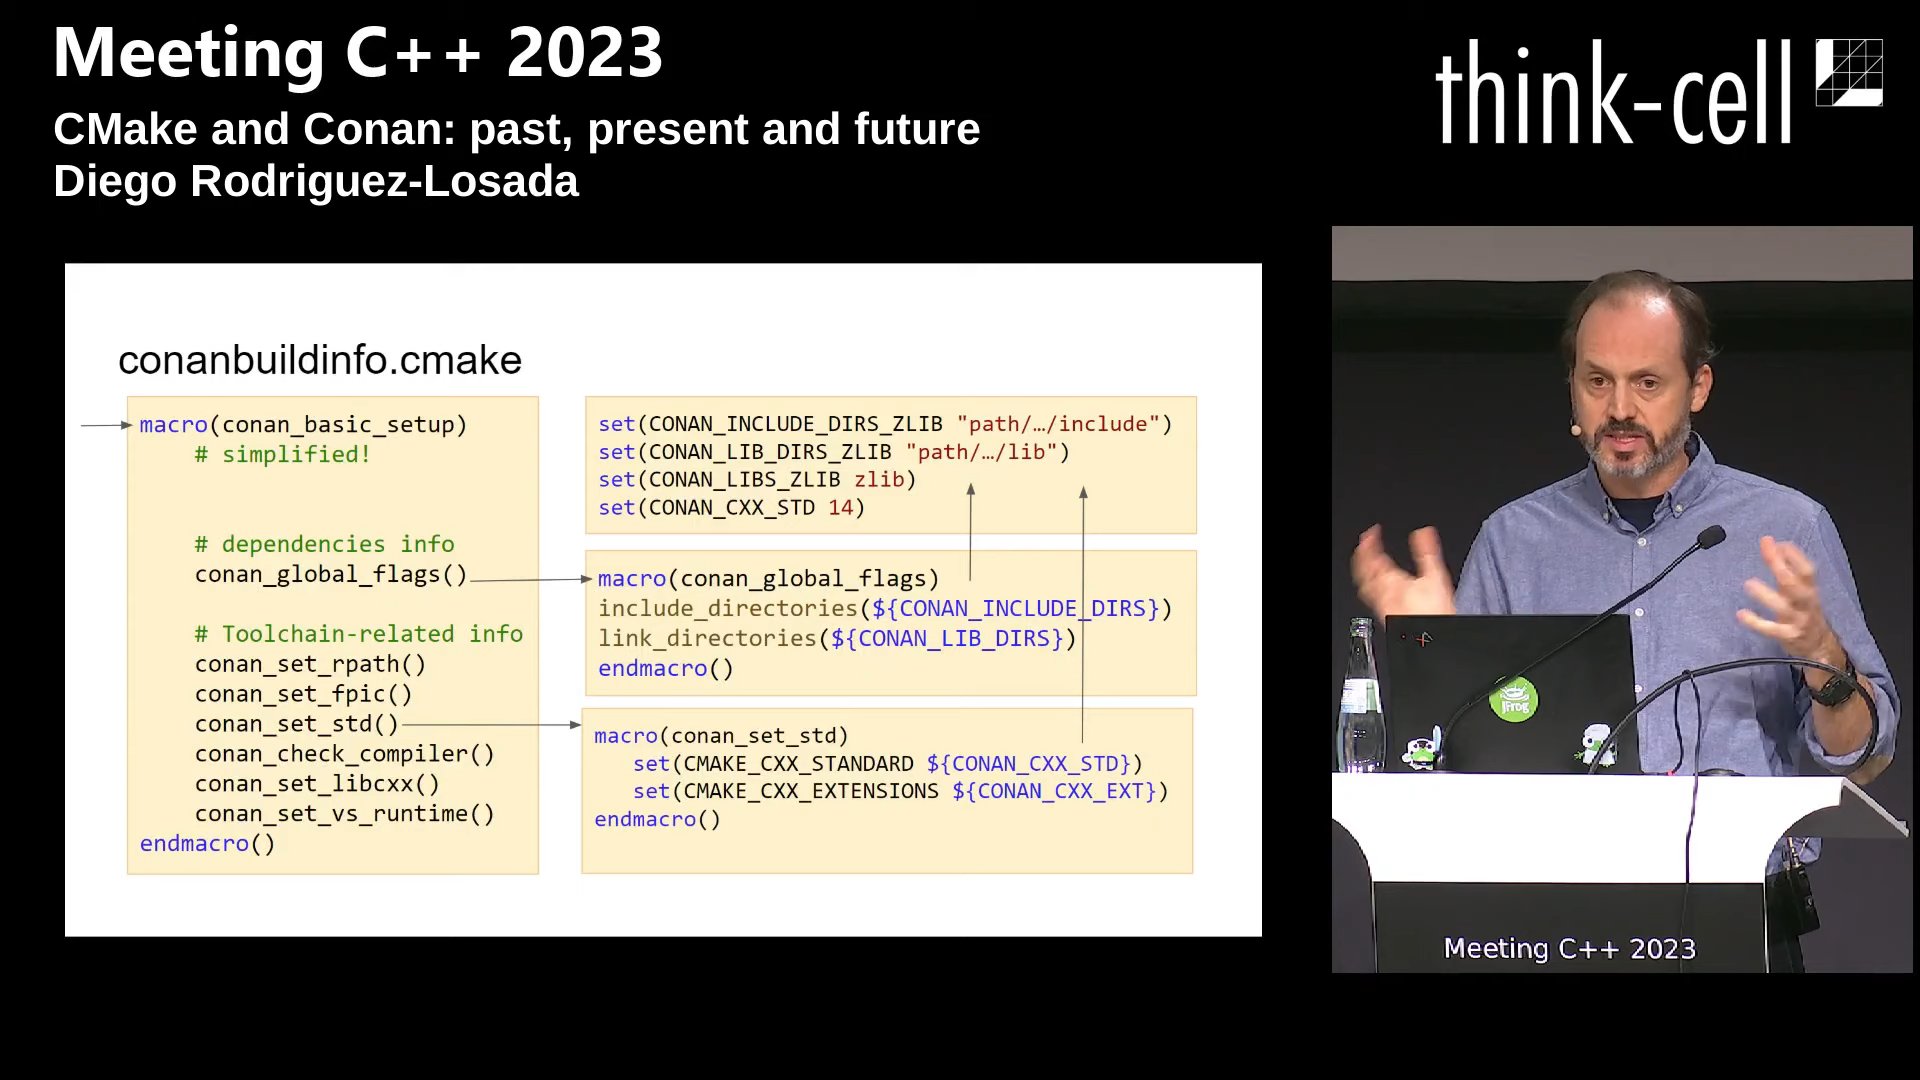 Meeting C++ 2023
CMake and Conan: past, present and future
Diego Rodriguez-Losada
think-cell
conanbuildinfo.cmake
macro(conan_basic_setup)
# simplified!
# dependencies info
conan_global_flags()
# Toolchain-related info
conan_set_rpath()
conan_set_fpic()
conan_set_std()
conan_check_compiler()
conan_set_libcxx()
conan_set_vs_runtime()
endmacro()
set(CONAN_INCLUDE_DIRS_ZLIB "path/…/include")
set(CONAN_LIB_DIRS_ZLIB "path/…/lib")
set(CONAN_LIBS_ZLIB zlib)
set(CONAN_CXX_STD 14)
macro(conan_global_flags)
include_directories(${CONAN_INCLUDE_DIRS})
link_directories(${CONAN_LIB_DIRS})
endmacro()
macro(conan_set_std)
set(CMAKE_CXX_STANDARD ${CONAN_CXX_STD})
set(CMAKE_CXX_EXTENSIONS ${CONAN_CXX_EXT})
endmacro()
JFrog
Meeting C++ 2023